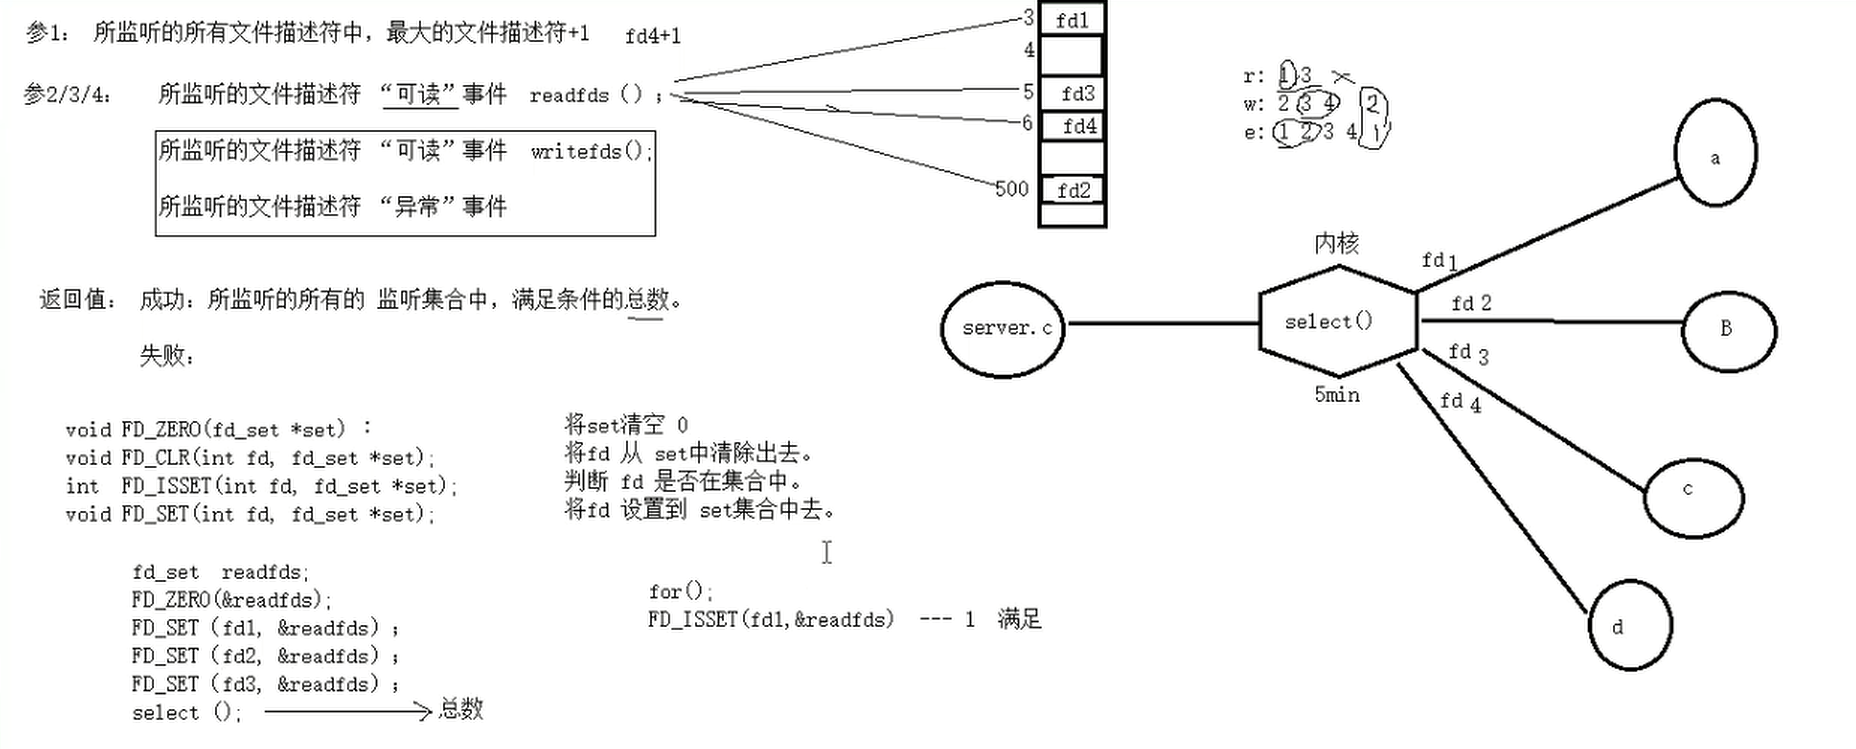 参1： 所监听的所有文件描述符中，最大的文件描述符+1 fd4+1
参2/3/4： 所监听的文件描述符 “可读”事件 readfds（）；
所监听的文件描述符 “可读”事件 writefds();
所监听的文件描述符 “异常”事件
返回值： 成功：所监听的所有的 监听集合中，满足条件的总数。
失败：
void FD_ZERO(fd_set *set)： 将set清空 0
void FD_CLR(int fd, fd_set *set); 将fd 从 set中清除出去。
int FD_ISSET(int fd, fd_set *set); 判断 fd 是否在集合中。
void FD_SET(int fd, fd_set *set); 将fd 设置到 set集合中去。
fd_set readfds;
FD_ZERO(&readfds);
FD_SET（fd1, &readfds）；
FD_SET（fd2, &readfds）；
FD_SET（fd3, &readfds）；
select（）; 总数
for();
FD_ISSET(fd1,&readfds) --- 1 满足
3 fd1
4
5 fd3
6 fd4
500 fd2
r: 1 3
w: 2 3 4 2
e: 1 2 3 4 1
内核
server.c
select()
5min
fd1
fd 2
fd 3
fd 4
a
B
c
d